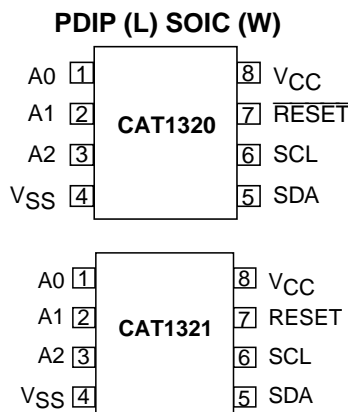 PDIP (L) SOIC (W)
A0 1 8 VCC
A1 2 7 RESET
CAT1320
A2 3 6 SCL
VSS 4 5 SDA
A0 1 8 VCC
A1 2 7 RESET
CAT1321
A2 3 6 SCL
VSS 4 5 SDA